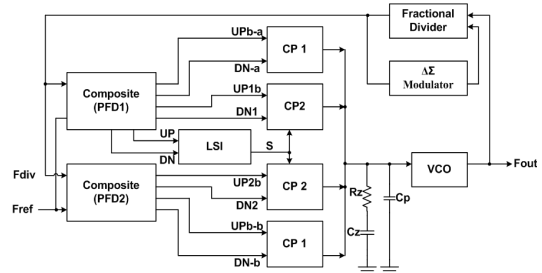 UPb-a
CP 1
Fractional
Divider
DN-a
ΔΣ
Modulator
Composite
(PFD1)
UP1b
CP2
DN1
UP
LSI
S
DN
Fdiv
Composite
(PFD2)
UP2b
CP 2
DN2
Rz
Cp
VCO
Fout
Fref
UPb-b
CP 1
Cz
DN-b